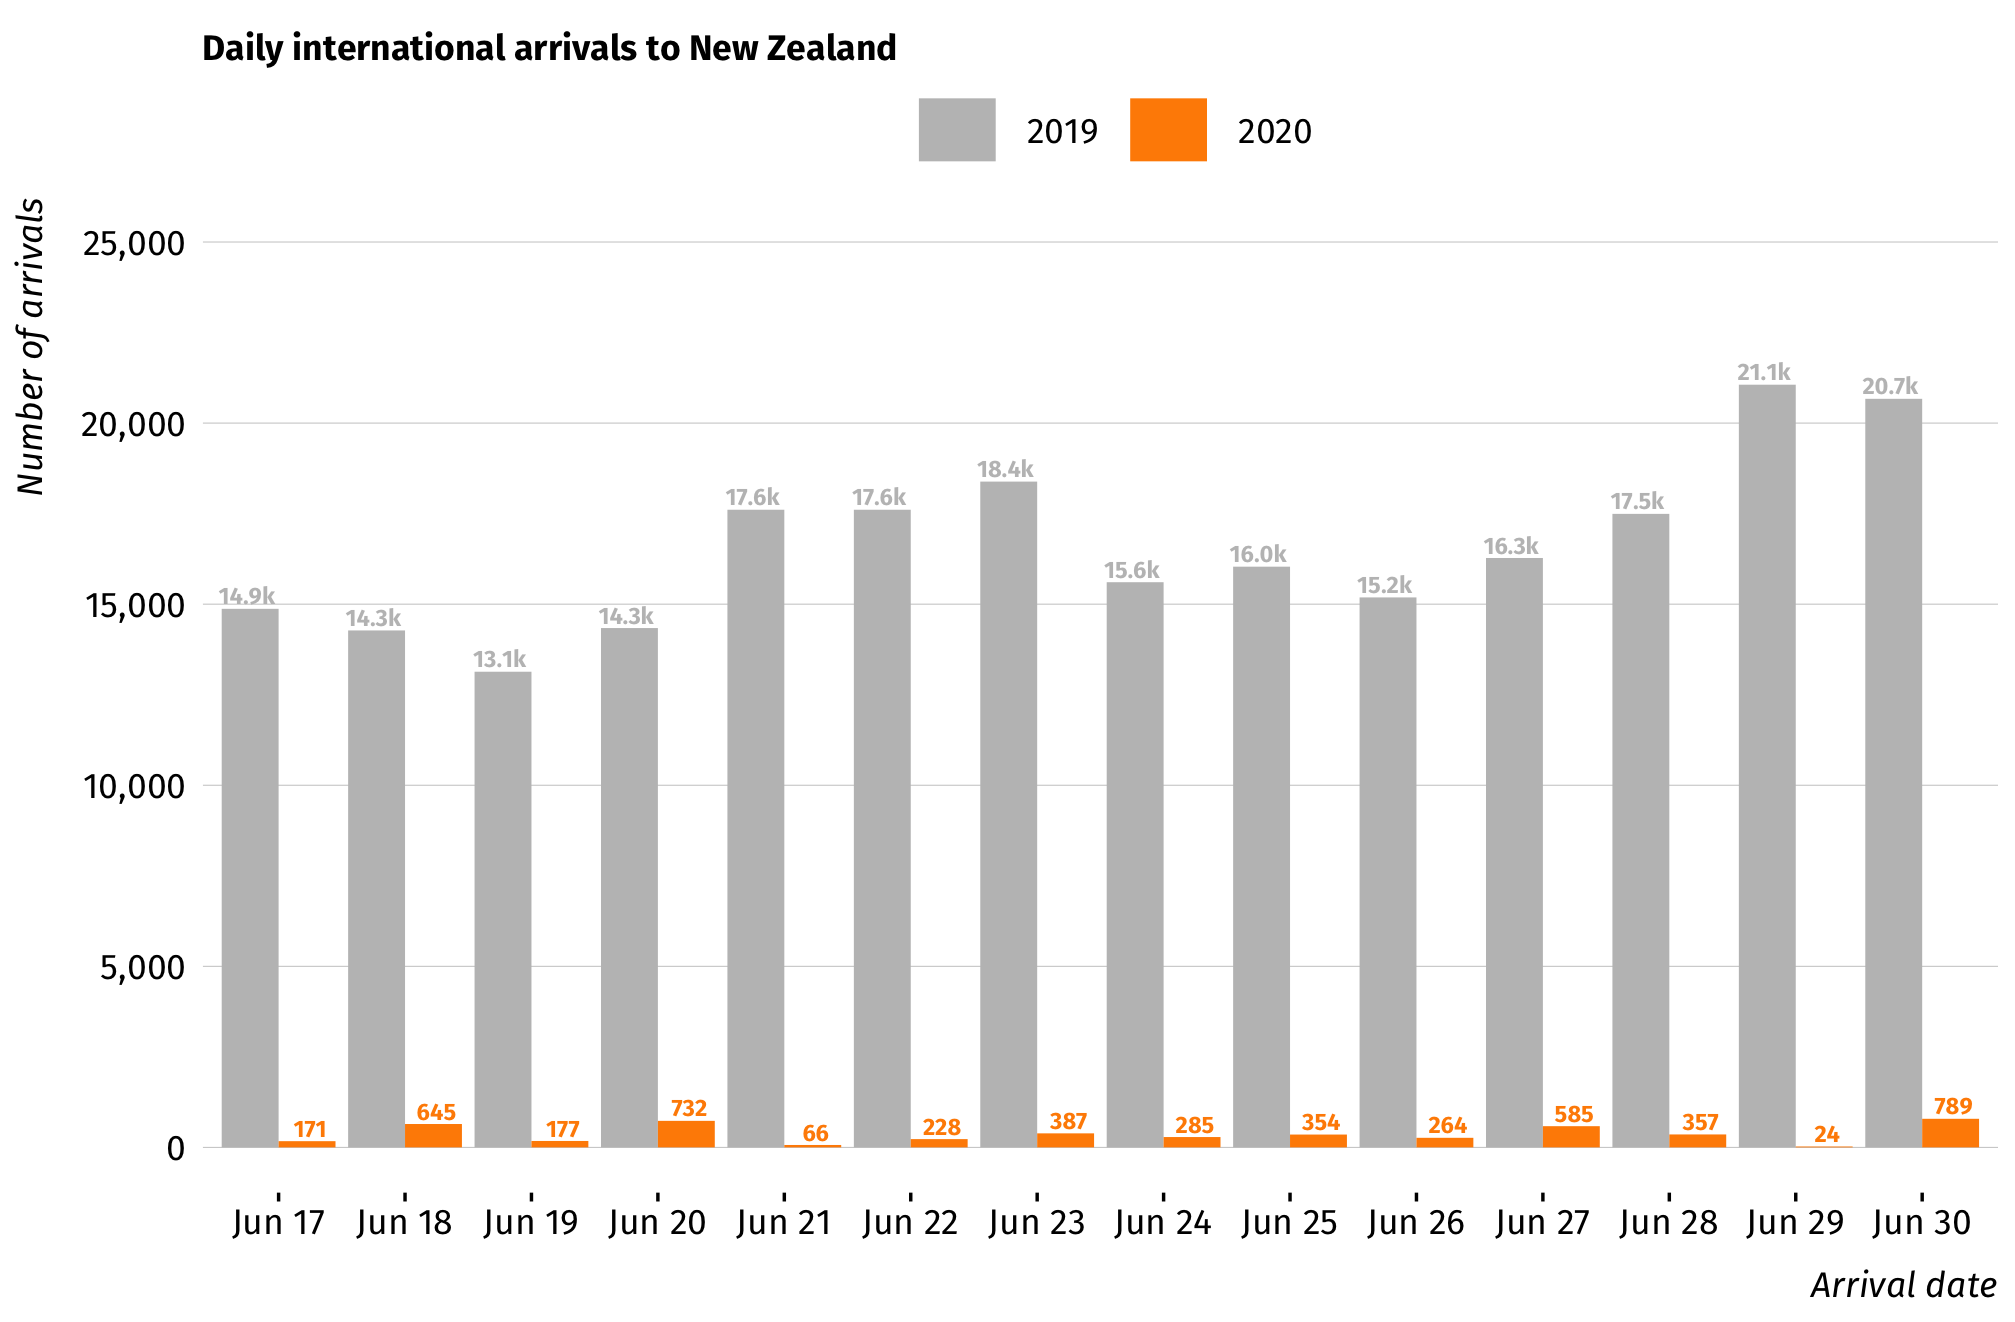 Daily international arrivals to New Zealand
2019 2020
Number of arrivals
25,000
20,000
15,000
10,000
5,000
0
14.9k 14.3k 13.1k 14.3k 17.6k 17.6k 18.4k 15.6k 16.0k 15.2k 16.3k 17.5k 21.1k 20.7k
171 645 177 732 66 228 387 285 354 264 585 357 24 789
Jun 17 Jun 18 Jun 19 Jun 20 Jun 21 Jun 22 Jun 23 Jun 24 Jun 25 Jun 26 Jun 27 Jun 28 Jun 29 Jun 30
Arrival date